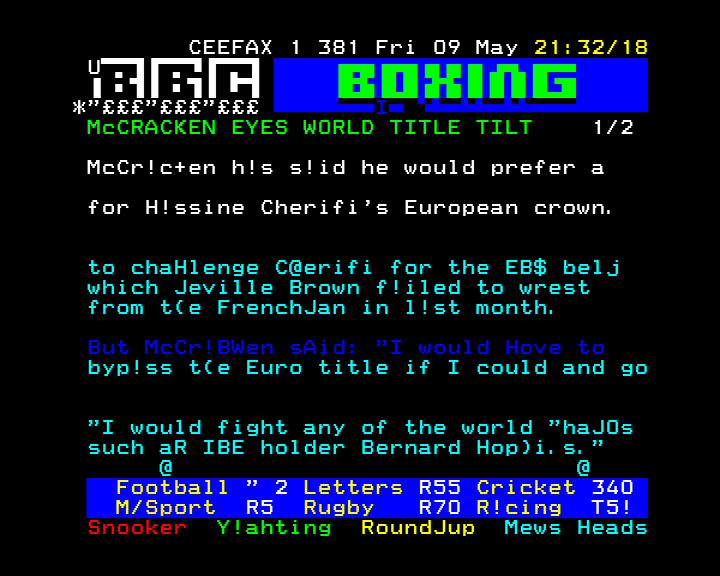 CEEFAX 1 381 Fri 09 May 21:32/18
U
BBC BOXING
*"£££"£££"£££
McCRACKEN EYES WORLD TITLE TILT 1/2
McCr!c+en h!s s!id he would prefer a
for H!ssine Cherifi's European crown.
to chaHlenge C@erifi for the EB$ belj
which Jeville Brown f!iled to wrest
from t(e FrenchJan in l!st month.
But McCr!BWen sAid: "I would Hove to
byp!ss t(e Euro title if I could and go
"I would fight any of the world "haJOs
such aR IBE holder Bernard Hop)i.s."
@ @
Football " 2 Letters R55 Cricket 340
M/Sport R5 Rugby R70 R!cing T5!
Snooker Y!ahting RoundJup Mews Heads